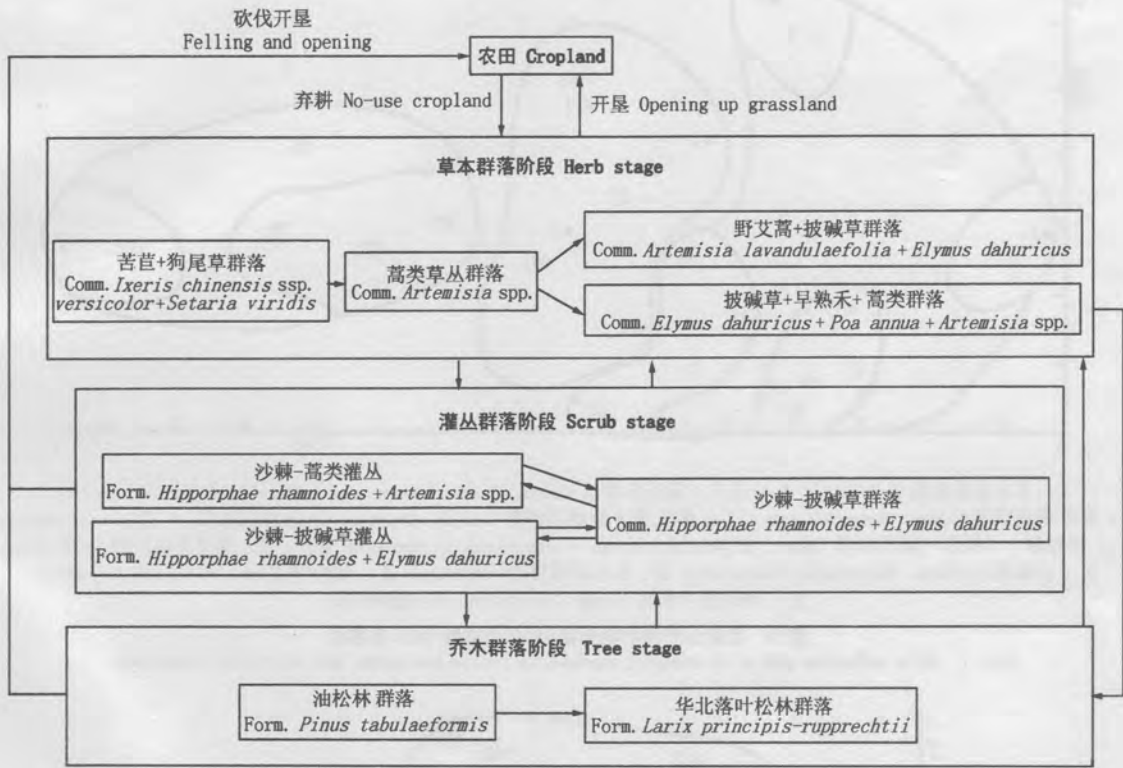 砍伐开垦
Felling and opening
农田 Cropland
弃耕 No-use cropland
开垦 Opening up grassland
草本群落阶段 Herb stage
苦苣+狗尾草群落
Comm. Ixeris chinensis ssp.
versicolor+Setaria viridis
蒿类草丛群落
Comm. Artemisia spp.
野艾蒿+披碱草群落
Comm. Artemisia lavandulaefolia + Elymus dahuricus
披碱草+早熟禾+蒿类群落
Comm. Elymus dahuricus + Poa annua + Artemisia spp.
灌丛群落阶段 Scrub stage
沙棘-蒿类灌丛
Form. Hipporphae rhamnoides + Artemisia spp.
沙棘-披碱草灌丛
Form. Hipporphae rhamnoides + Elymus dahuricus
沙棘-披碱草群落
Comm. Hipporphae rhamnoides + Elymus dahuricus
乔木群落阶段 Tree stage
油松林 群落
Form. Pinus tabulaeformis
华北落叶松林群落
Form. Larix principis-rupprechtii